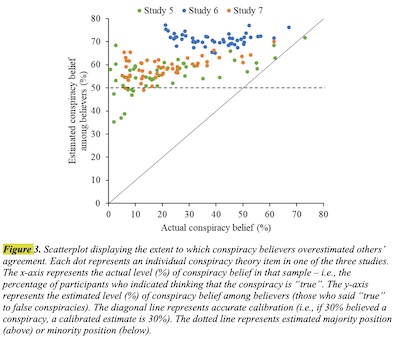 Study 5 Study 6 Study 7
80
70
60
50
40
30
20
10
0
Estimated conspiracy belief
among believers (%)
0 10 20 30 40 50 60 70 80
Actual conspiracy belief (%)
Figure 3. Scatterplot displaying the extent to which conspiracy believers overestimated others'
agreement. Each dot represents an individual conspiracy theory item in one of the three studies.
The x-axis represents the actual level (%) of conspiracy belief in that sample – i.e., the
percentage of participants who indicated thinking that the conspiracy is "true". The y-axis
represents the estimated level (%) of conspiracy belief among believers (those who said "true"
to false conspiracies). The diagonal line represents accurate calibration (i.e., if 30% believed a
conspiracy, a calibrated estimate is 30%). The dotted line represents estimated majority position
(above) or minority position (below).